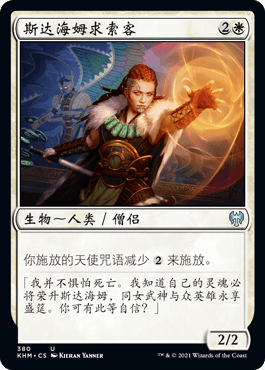 斯达海姆求索客 2
生物～人类 / 僧侣
你施放的天使咒语减少 2 来施放。
「我并不惧怕死亡。我知道自己的灵魂必
将荣升斯达海姆，同女武神与众英雄永享
盛筵。你可有此等自信？」
2/2
380 U
KHM • CS KIERAN YANNER
™ & © 2021 Wizards of the Coast